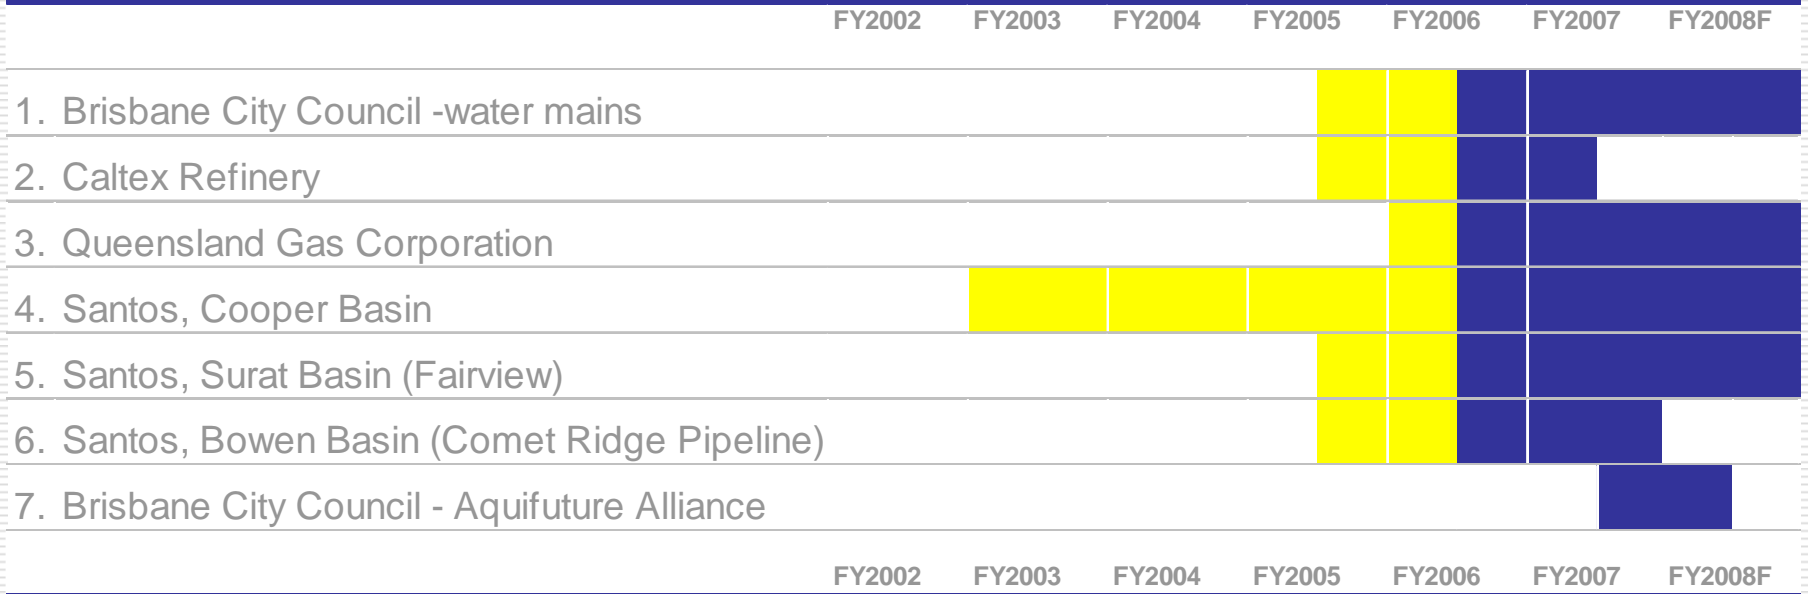 FY2002 FY2003 FY2004 FY2005 FY2006 FY2007 FY2008F
1. Brisbane City Council -water mains
2. Caltex Refinery
3. Queensland Gas Corporation
4. Santos, Cooper Basin
5. Santos, Surat Basin (Fairview)
6. Santos, Bowen Basin (Comet Ridge Pipeline)
7. Brisbane City Council - Aquifuture Alliance
FY2002 FY2003 FY2004 FY2005 FY2006 FY2007 FY2008F